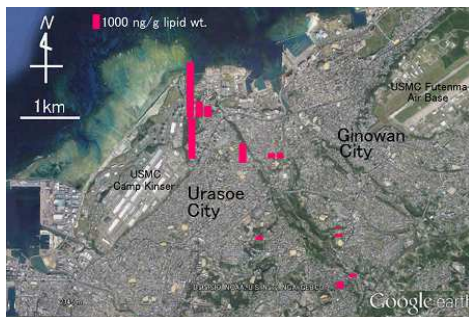 N
1000 ng/g lipid wt.
1km
USMC Futenma
Air Base
Ginowan
City
USMC
Camp Kinser
Urasoe
City
Google earth